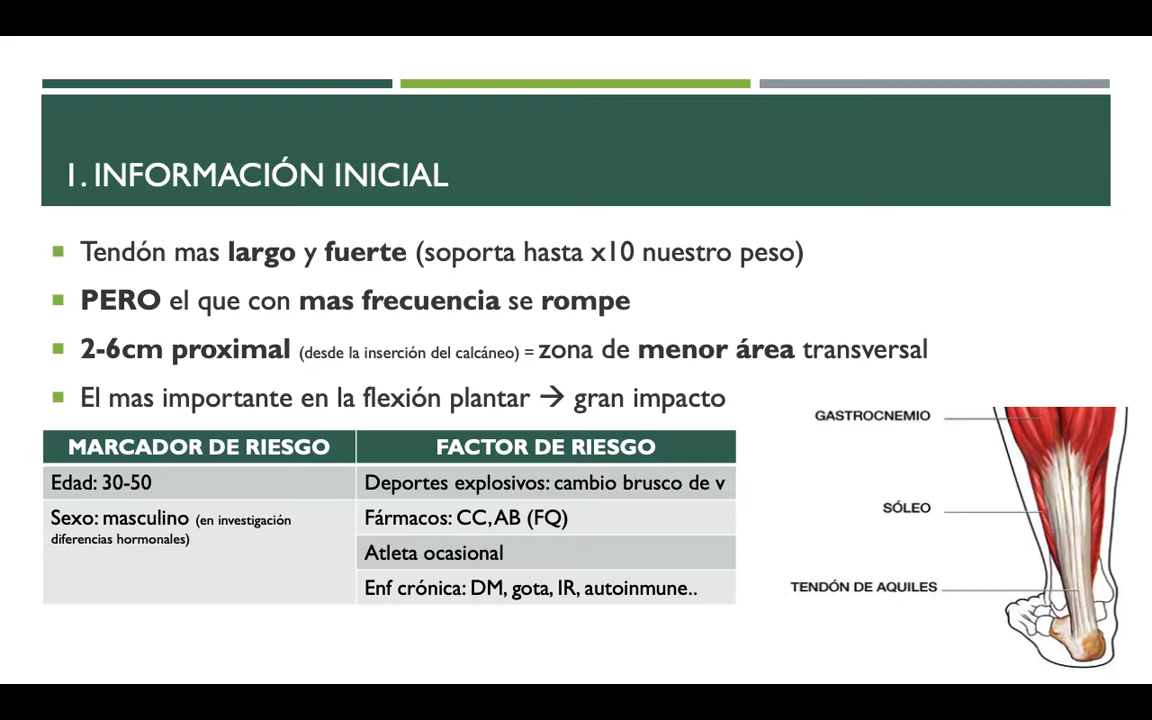 1. INFORMACIÓN INICIAL
Tendón mas largo y fuerte (soporta hasta x10 nuestro peso)
PERO el que con mas frecuencia se rompe
2-6cm proximal (desde la inserción del calcáneo) = zona de menor área transversal
El mas importante en la flexión plantar → gran impacto
MARCADOR DE RIESGO
FACTOR DE RIESGO
Edad: 30-50
Deportes explosivos: cambio brusco de v
Sexo: masculino (en investigación
diferencias hormonales)
Fármacos: CC, AB (FQ)
Atleta ocasional
Enf crónica: DM, gota, IR, autoinmune..
GASTROCNEMIO
SÓLEO
TENDÓN DE AQUILES